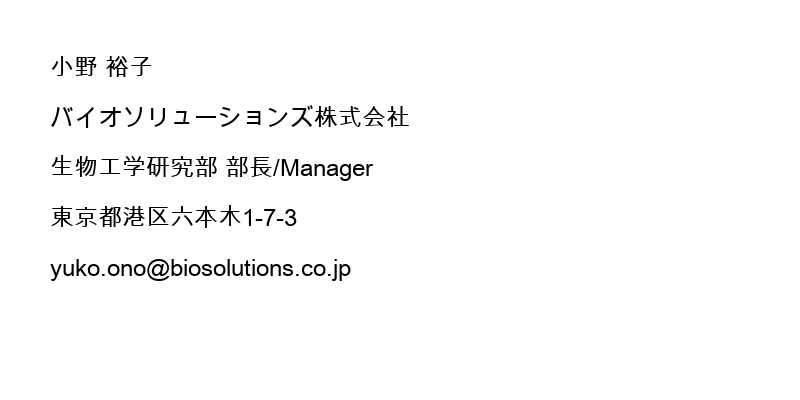 小野 裕子
バイオソリューションズ株式会社
生物工学研究部 部長/Manager
東京都港区六本木1-7-3
yuko.ono@biosolutions.co.jp